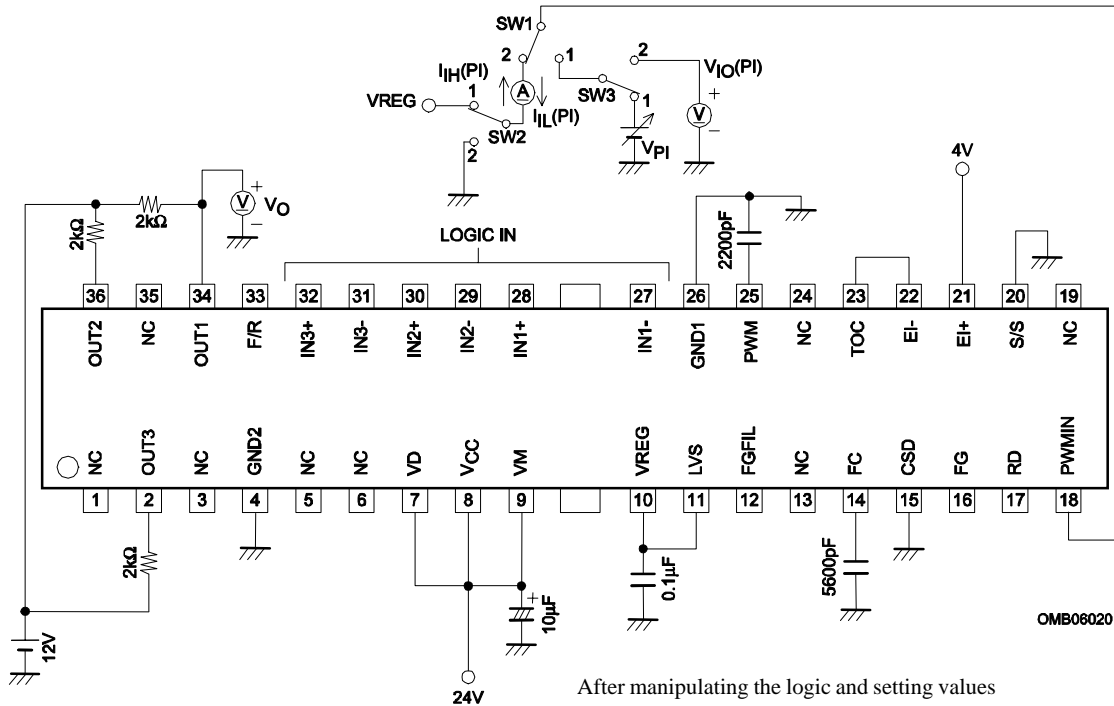 SW1
2
1
2
V_IO(PI)
I_IH(PI)
A
SW3
VREG
1
SW2
I_IL(PI)
1
V_PI
V
+
-
2
4V
2kΩ
2kΩ
V
+
-
V_O
LOGIC IN
2200pF
36 35 34 33 32 31 30 29 28 27 26 25 24 23 22 21 20 19
OUT2 NC OUT1 F/R IN3+ IN3- IN2+ IN2- IN1+ IN1- GND1 PWM NC TOC EI- EI+ S/S NC
NC OUT3 NC GND2 NC NC VD VCC VM VREG LVS FGFIL NC FC CSD FG RD PWMIN
1 2 3 4 5 6 7 8 9 10 11 12 13 14 15 16 17 18
2kΩ
12V
+
10μF
0.1μF
5600pF
OMB06020
24V
After manipulating the logic and setting values